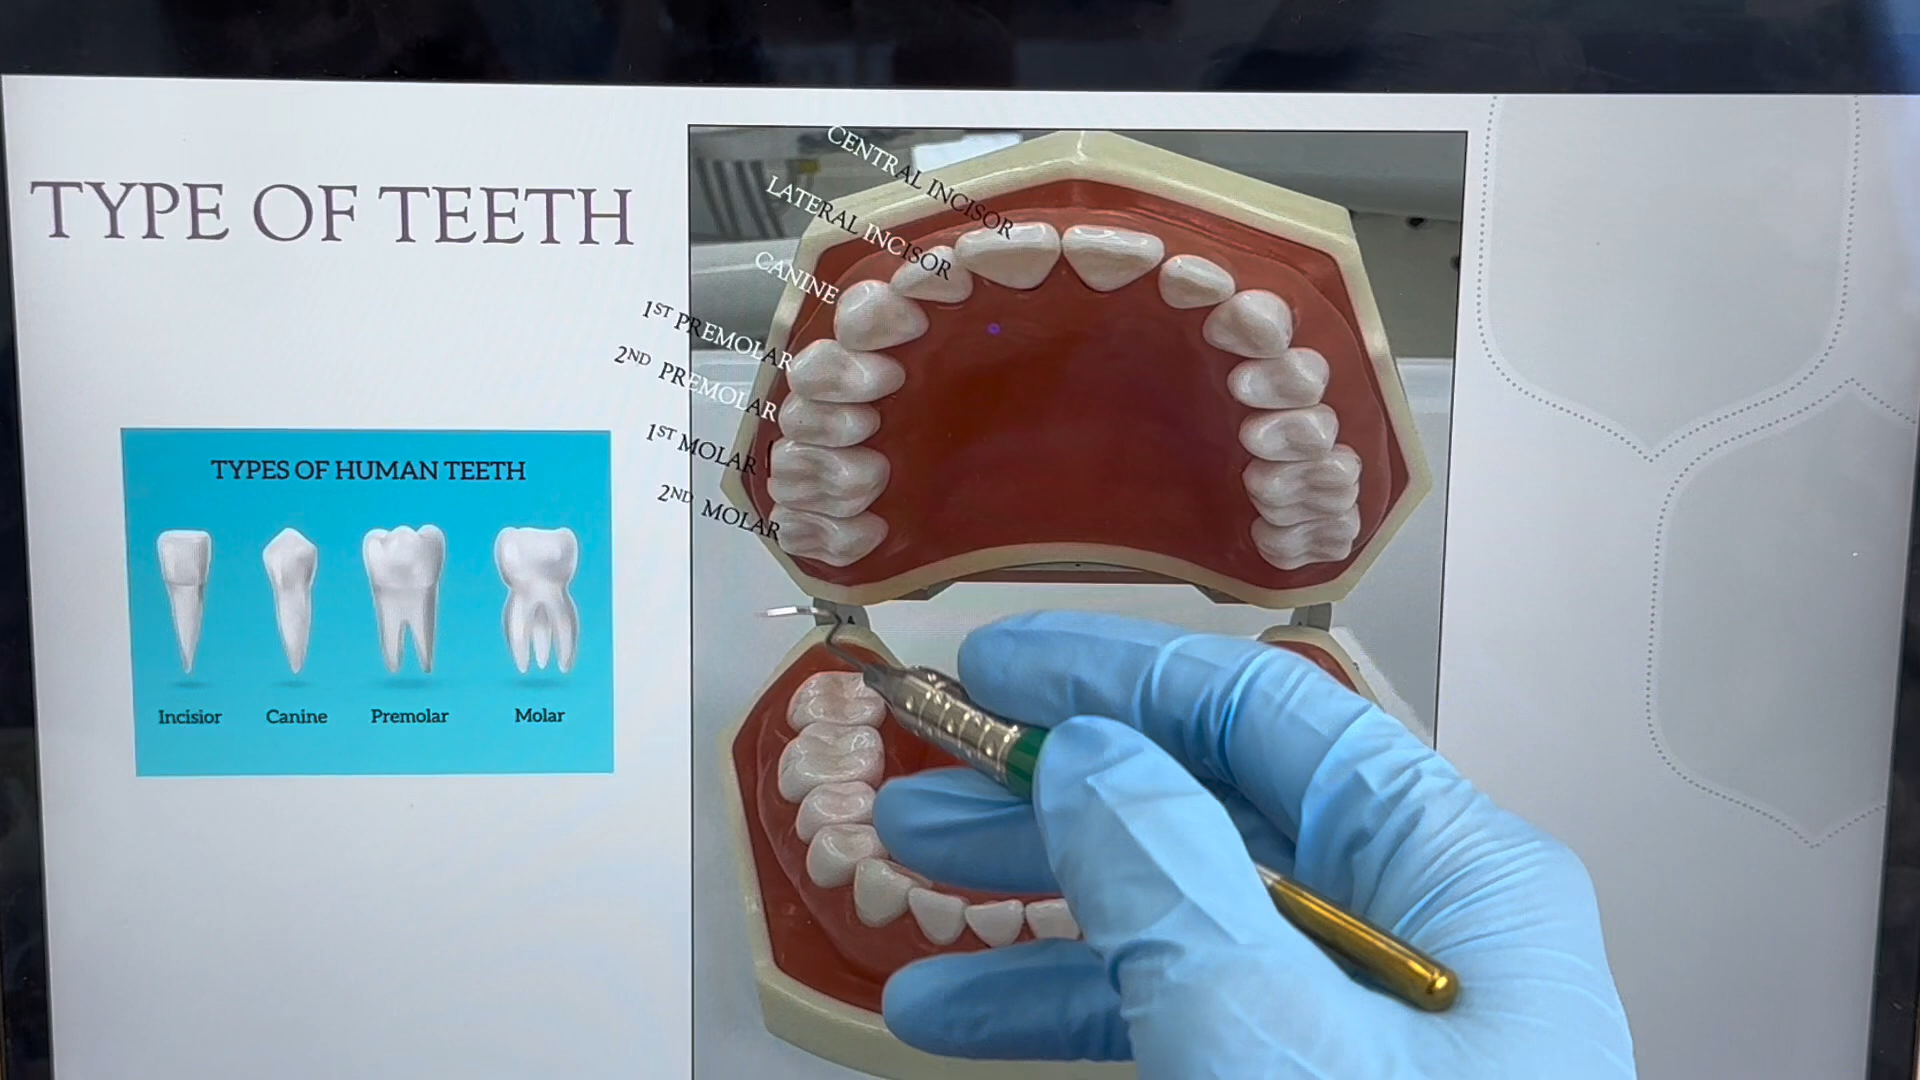 TYPE OF TEETH
CENTRAL INCISOR
LATERAL INCISOR
CANINE
1ST PREMOLAR
2ND PREMOLAR
1ST MOLAR
2ND MOLAR
TYPES OF HUMAN TEETH
Incisior
Canine
Premolar
Molar